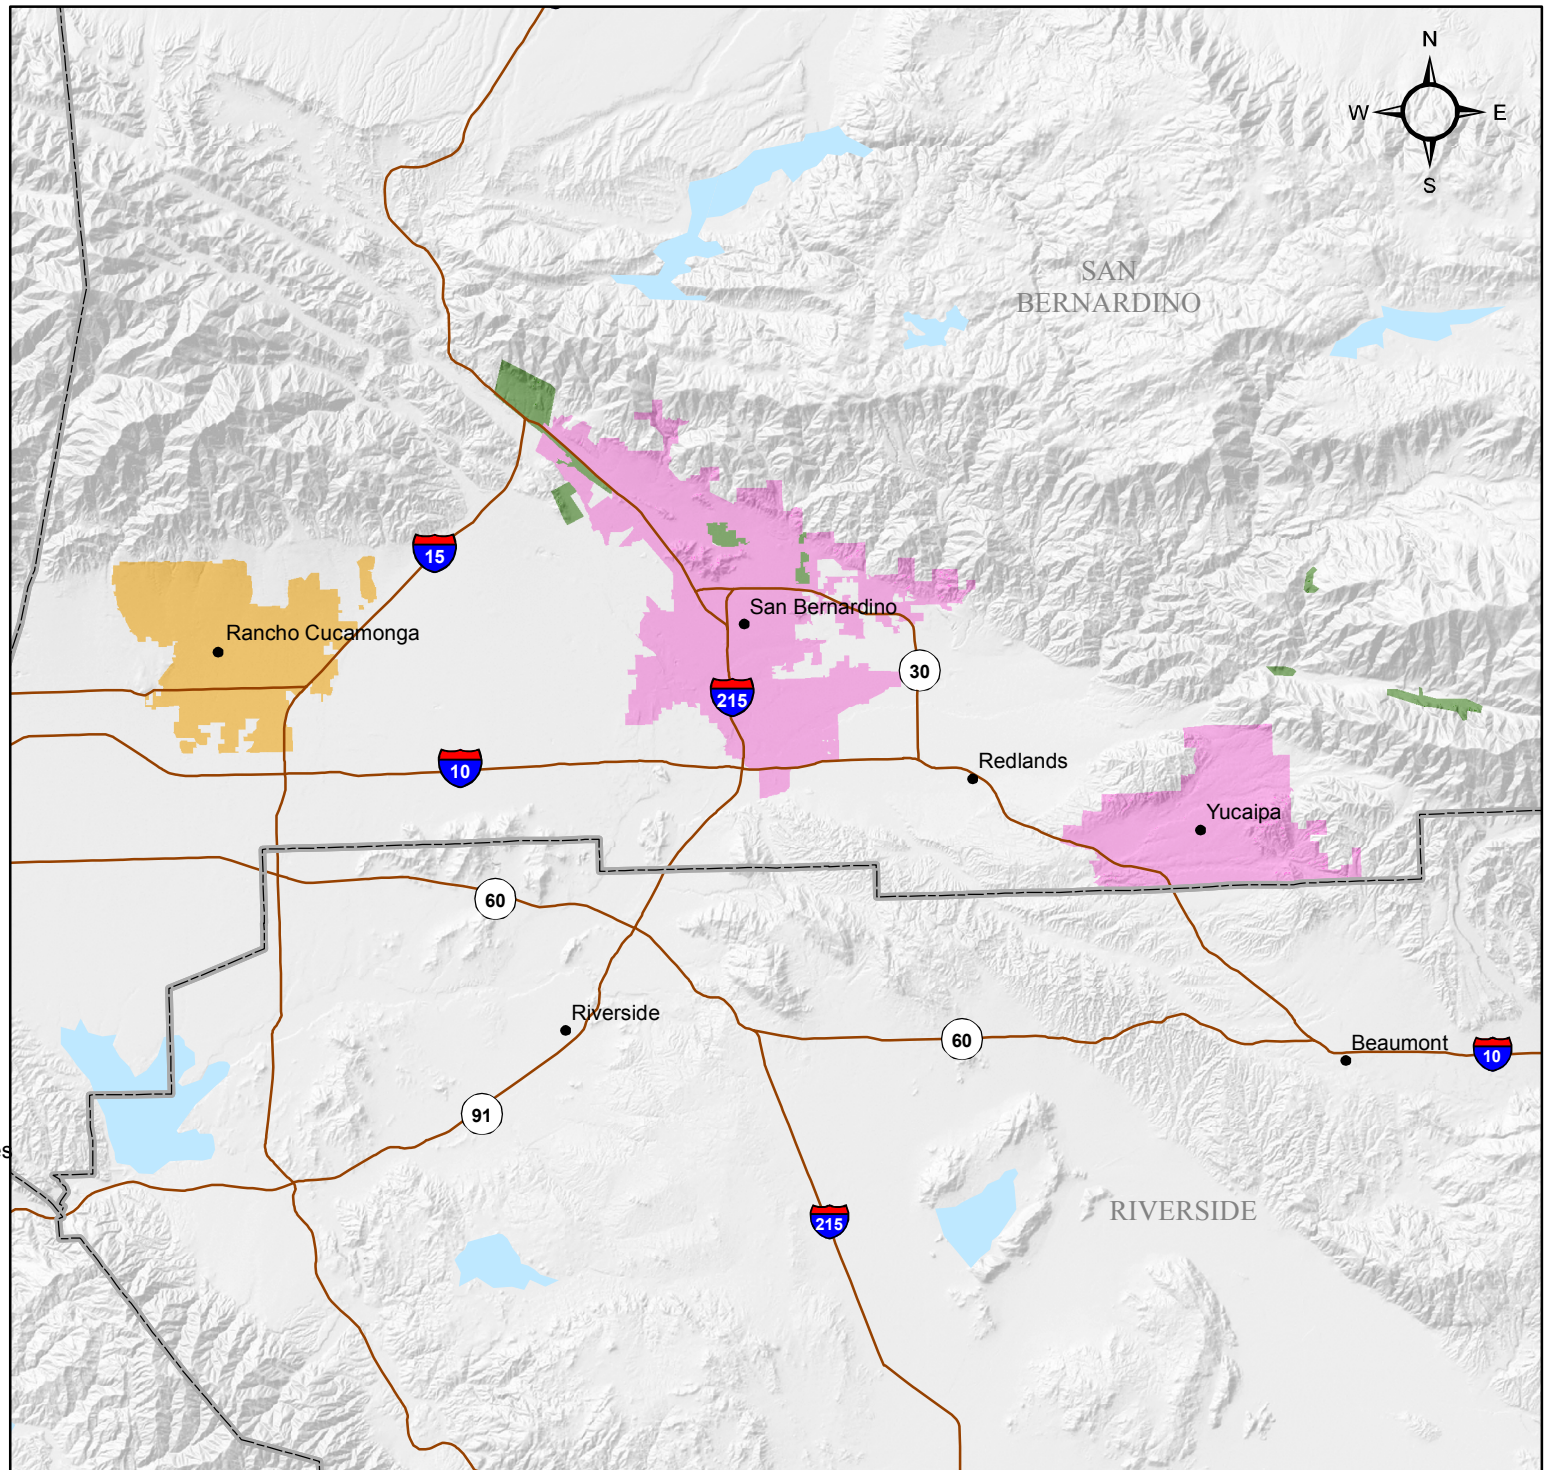 N
W
E
S
SAN
BERNARDINO
15
San Bernardino
Rancho Cucamonga
30
215
Redlands
10
Yucaipa
60
Riverside
60
Beaumont
10
91
RIVERSIDE
215